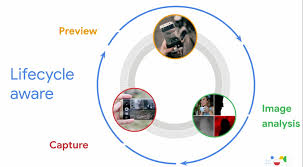 Preview
Lifecycle
aware
Image
analysis
Capture